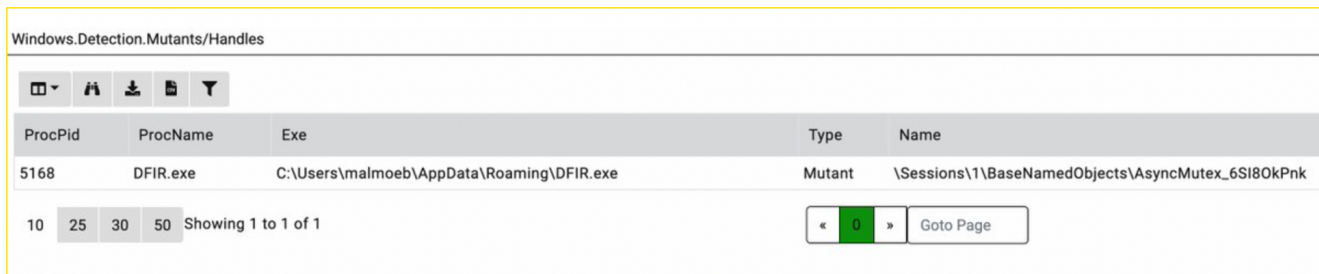 Windows.Detection.Mutants/Handles
ProcPid ProcName Exe Type Name
5168 DFIR.exe C:\Users\malmoeb\AppData\Roaming\DFIR.exe Mutant \Sessions\1\BaseNamedObjects\AsyncMutex_6SI8OkPnk
10 25 30 50 Showing 1 to 1 of 1 « 0 » Goto Page